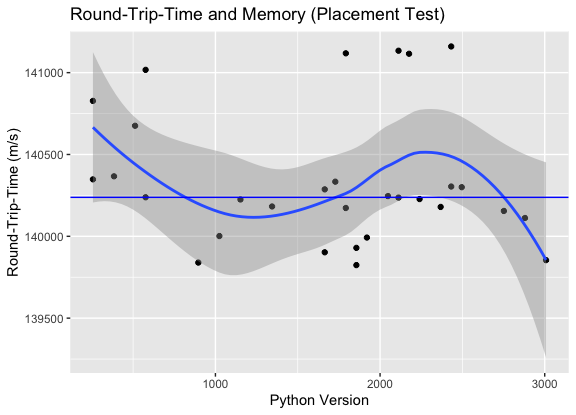 Round-Trip-Time and Memory (Placement Test)
Round-Trip-Time (m/s)
141000
140500
140000
139500
1000
2000
3000
Python Version